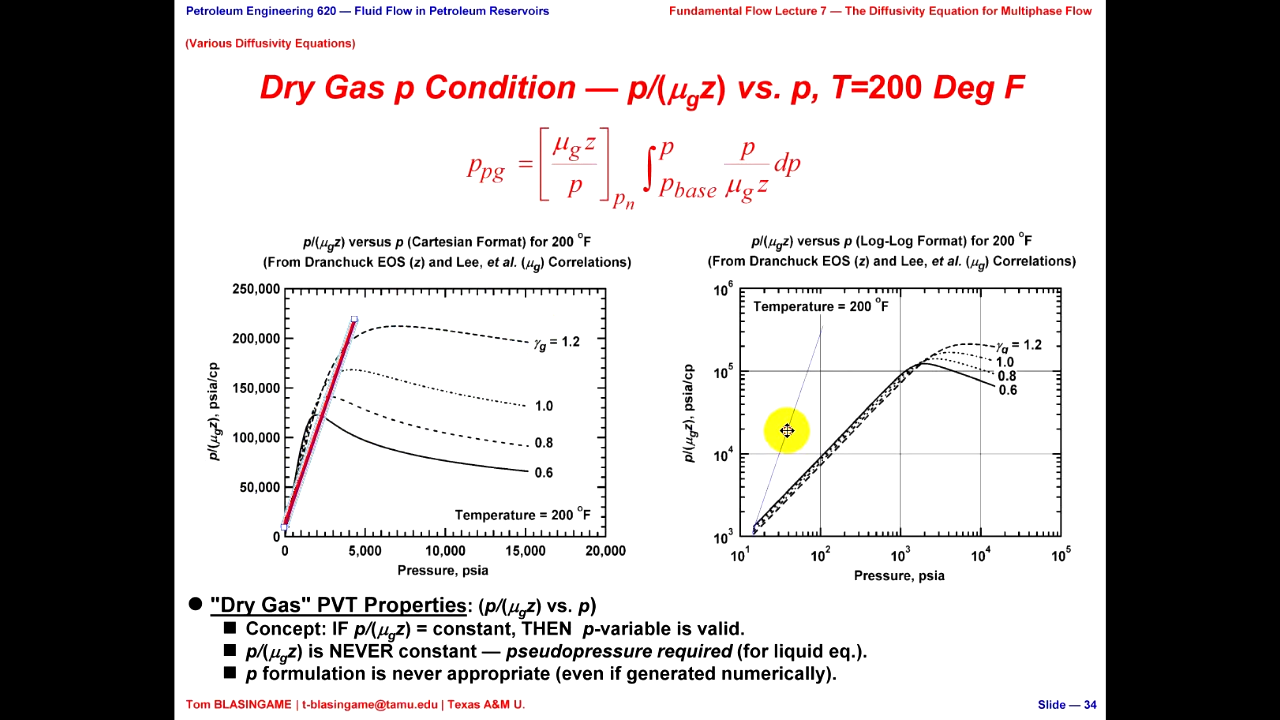 Petroleum Engineering 620 — Fluid Flow in Petroleum Reservoirs
Fundamental Flow Lecture 7 — The Diffusivity Equation for Multiphase Flow
(Various Diffusivity Equations)
Dry Gas p Condition — p/(μgz) vs. p, T=200 Deg F
p_pg = [μ_g z / p]_{p_n} ∫_{p_base}^{p} p / (μ_g z) dp
p/(μgz) versus p (Cartesian Format) for 200 °F
(From Dranchuck EOS (z) and Lee, et al. (μg) Correlations)
250,000
200,000
150,000
100,000
50,000
0
p/(μgz), psia/cp
γg = 1.2
1.0
0.8
0.6
Temperature = 200 °F
0 5,000 10,000 15,000 20,000
Pressure, psia
p/(μgz) versus p (Log-Log Format) for 200 °F
(From Dranchuck EOS (z) and Lee, et al. (μg) Correlations)
10⁶
10⁵
10⁴
10³
p/(μgz), psia/cp
Temperature = 200 °F
γg = 1.2
1.0
0.8
0.6
10¹ 10² 10³ 10⁴ 10⁵
Pressure, psia
● "Dry Gas" PVT Properties: (p/(μgz) vs. p)
■ Concept: IF p/(μgz) = constant, THEN p-variable is valid.
■ p/(μgz) is NEVER constant — pseudopressure required (for liquid eq.).
■ p formulation is never appropriate (even if generated numerically).
Tom BLASINGAME | t-blasingame@tamu.edu | Texas A&M U.
Slide — 34